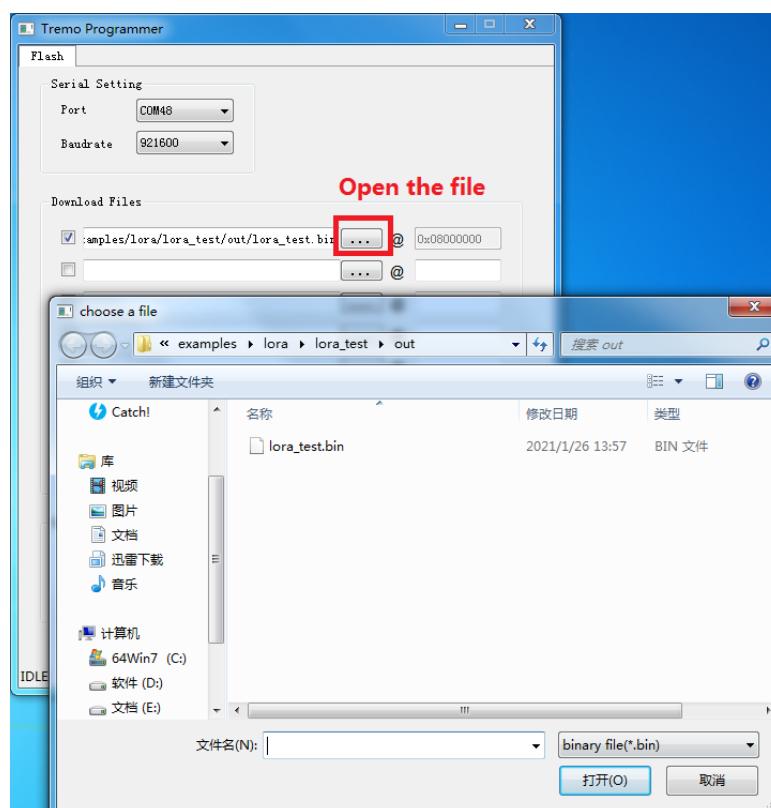 Tremo Programmer
Flash
Serial Setting
Port COM48
Baudrate 921600
Open the file
Download Files
:amples/lora/lora_test/out/lora_test.bin ... @ 0x08000000
... @
choose a file
« examples lora lora_test out 搜索 out
组织 新建文件夹
Catch! 名称 修改日期 类型
lora_test.bin 2021/1/26 13:57 BIN 文件
库
视频
图片
文档
迅雷下载
音乐
计算机
64Win7 (C:)
IDLE
软件 (D:)
文档 (E:)
文件名(N): binary file(*.bin)
打开(O) 取消